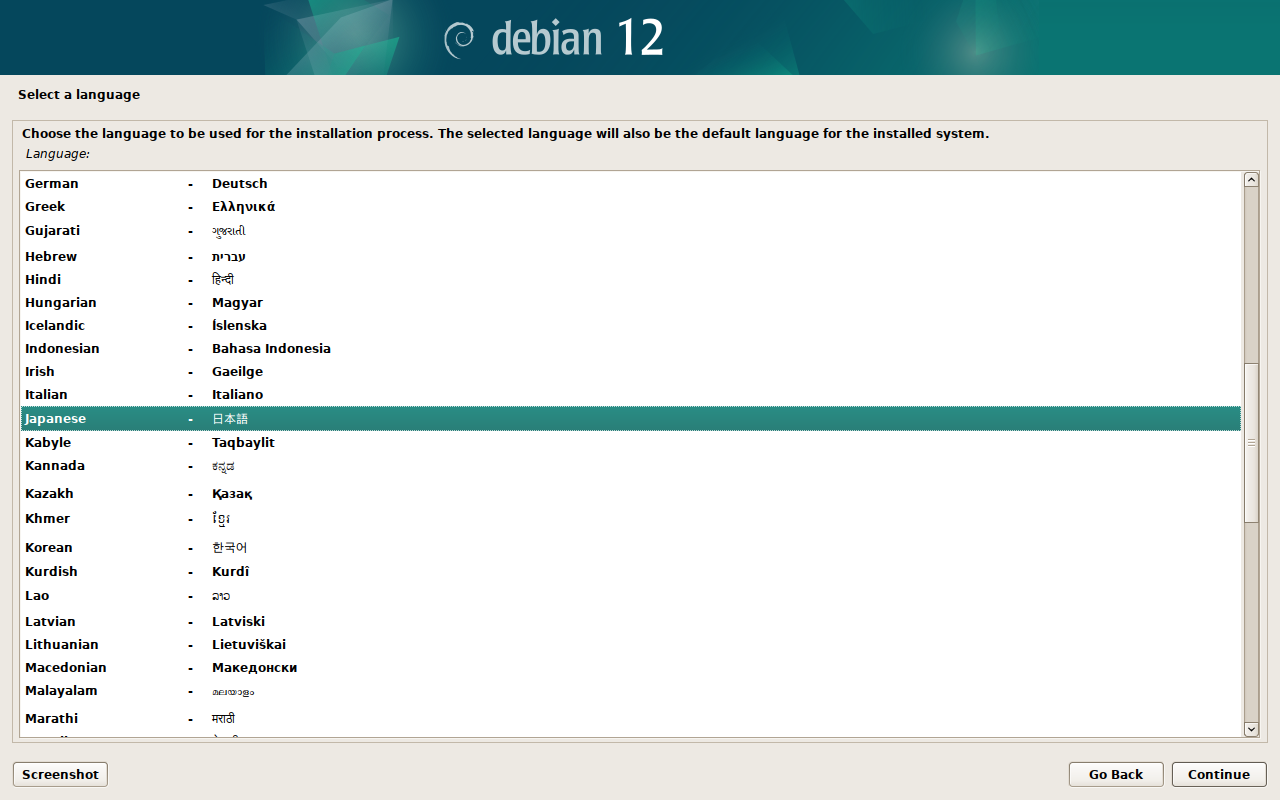 debian 12
Select a language
Choose the language to be used for the installation process. The selected language will also be the default language for the installed system.
Language:
German - Deutsch
Greek - Ελληνικά
Gujarati - ગુજરાતી
Hebrew - עברית
Hindi - हिन्दी
Hungarian - Magyar
Icelandic - Íslenska
Indonesian - Bahasa Indonesia
Irish - Gaeilge
Italian - Italiano
Japanese - 日本語
Kabyle - Taqbaylit
Kannada - ಕನ್ನಡ
Kazakh - Қазақ
Khmer - ខ្មែរ
Korean - 한국어
Kurdish - Kurdî
Lao - ລາວ
Latvian - Latviski
Lithuanian - Lietuviškai
Macedonian - Македонски
Malayalam - മലയാളം
Marathi - मराठी
Screenshot Go Back Continue